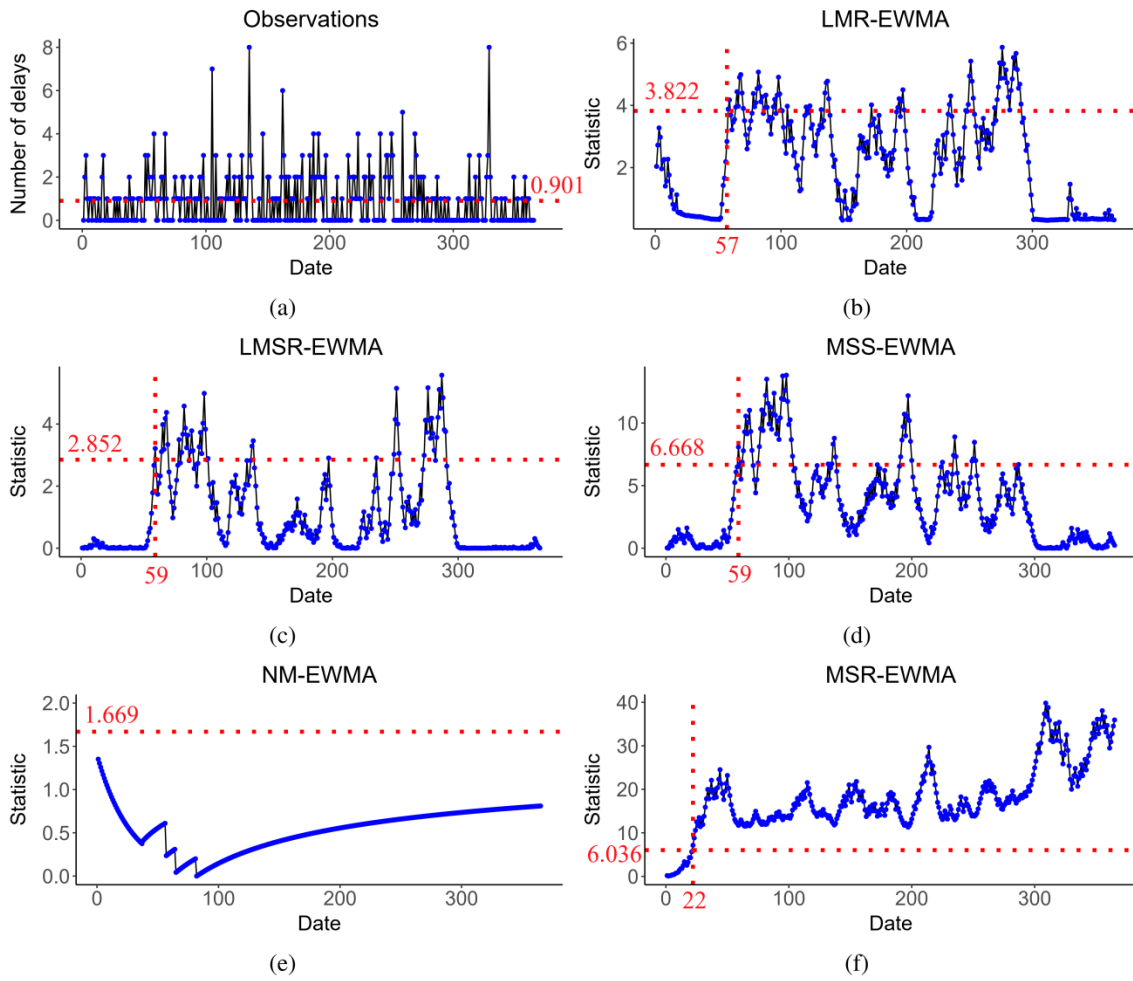 Observations
Number of delays
8
6
4
2
0
0.901
0
100
200
300
Date
(a)
LMR-EWMA
Statistic
6
4
2
3.822
57
0
100
200
300
Date
(b)
LMSR-EWMA
Statistic
4
2
0
2.852
59
0
100
200
300
Date
(c)
MSS-EWMA
Statistic
10
5
0
6.668
59
0
100
200
300
Date
(d)
NM-EWMA
Statistic
2.0
1.5
1.0
0.5
0.0
1.669
0
100
200
300
Date
(e)
MSR-EWMA
Statistic
40
30
20
10
0
6.036
22
0
100
200
300
Date
(f)